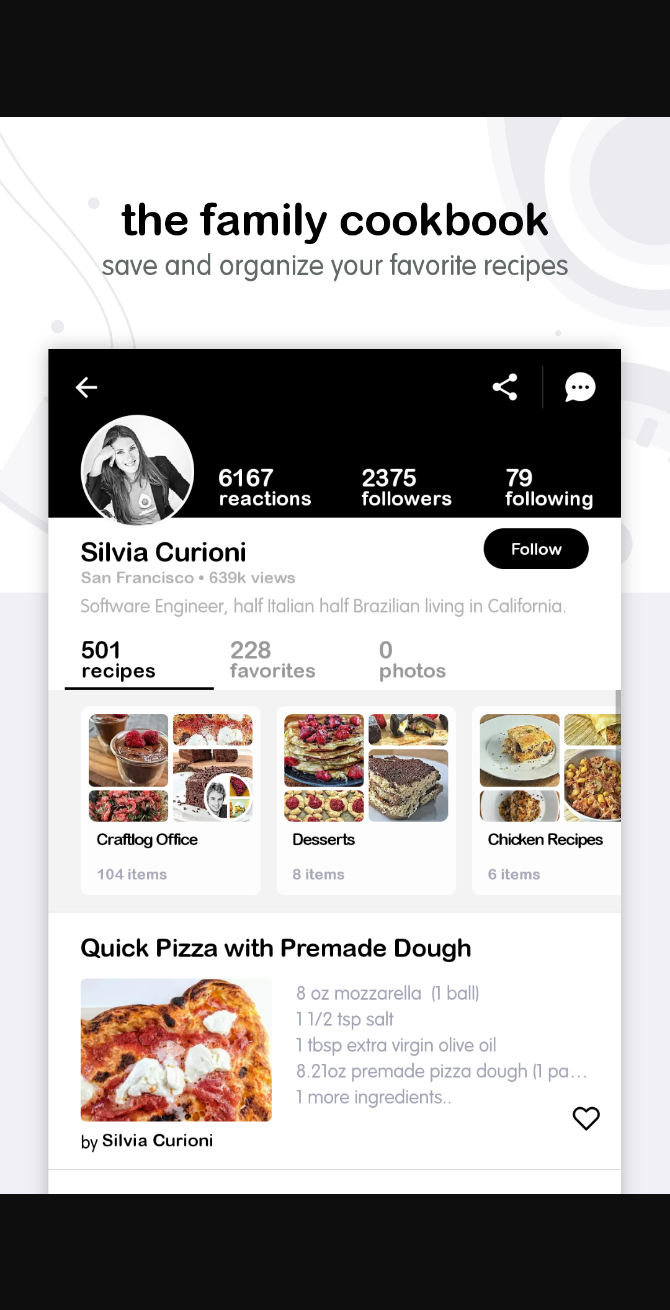 the family cookbook
save and organize your favorite recipes
6167
reactions
2375
followers
79
following
Silvia Curioni
Follow
San Francisco • 639k views
Software Engineer, half Italian half Brazilian living in California.
501
recipes
228
favorites
0
photos
Craftlog Office
104 items
Desserts
8 items
Chicken Recipes
6 items
Quick Pizza with Premade Dough
8 oz mozzarella (1 ball)
1 1/2 tsp salt
1 tbsp extra virgin olive oil
8.21oz premade pizza dough (1 pa...
1 more ingredients..
by Silvia Curioni